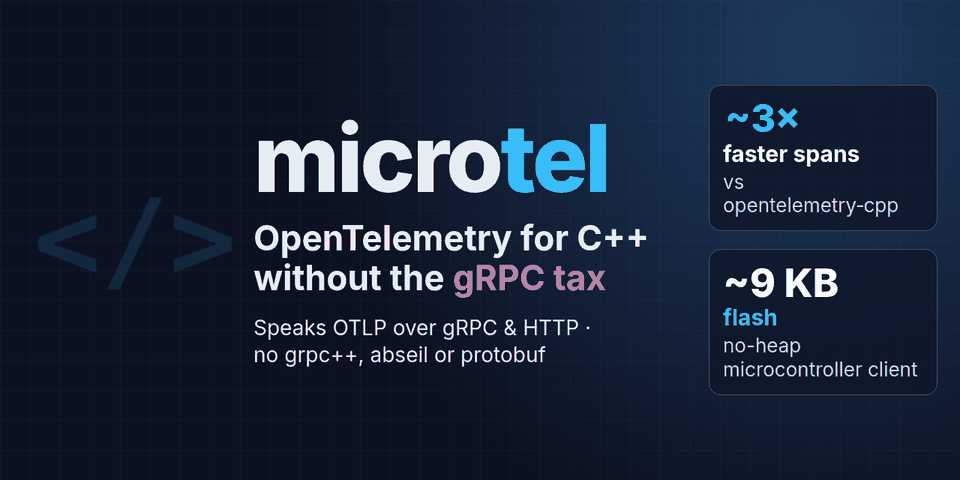 </>
microtel
OpenTelemetry for C++
without the gRPC tax
Speaks OTLP over gRPC & HTTP ·
no grpc++, abseil or protobuf
~3×
faster spans
vs
opentelemetry-cpp
~9 KB
flash
no-heap
microcontroller client